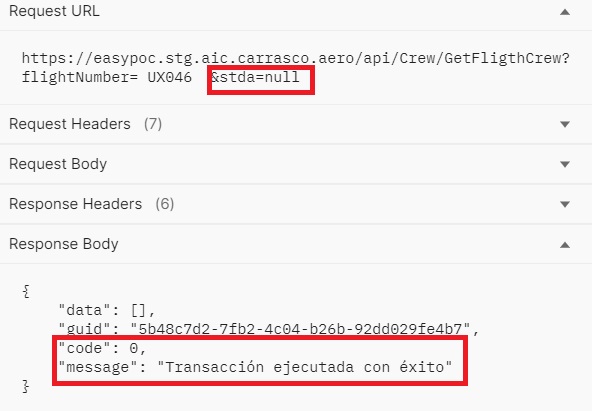 Request URL
https://easypoc.stg.aic.carrasco.aero/api/Crew/GetFligthCrew?
flightNumber= UX046 &stda=null
Request Headers (7)
Request Body
Response Headers (6)
Response Body
{
"data": [],
"guid": "5b48c7d2-7fb2-4c04-b26b-92dd029fe4b7",
"code": 0,
"message": "Transacción ejecutada con éxito"
}